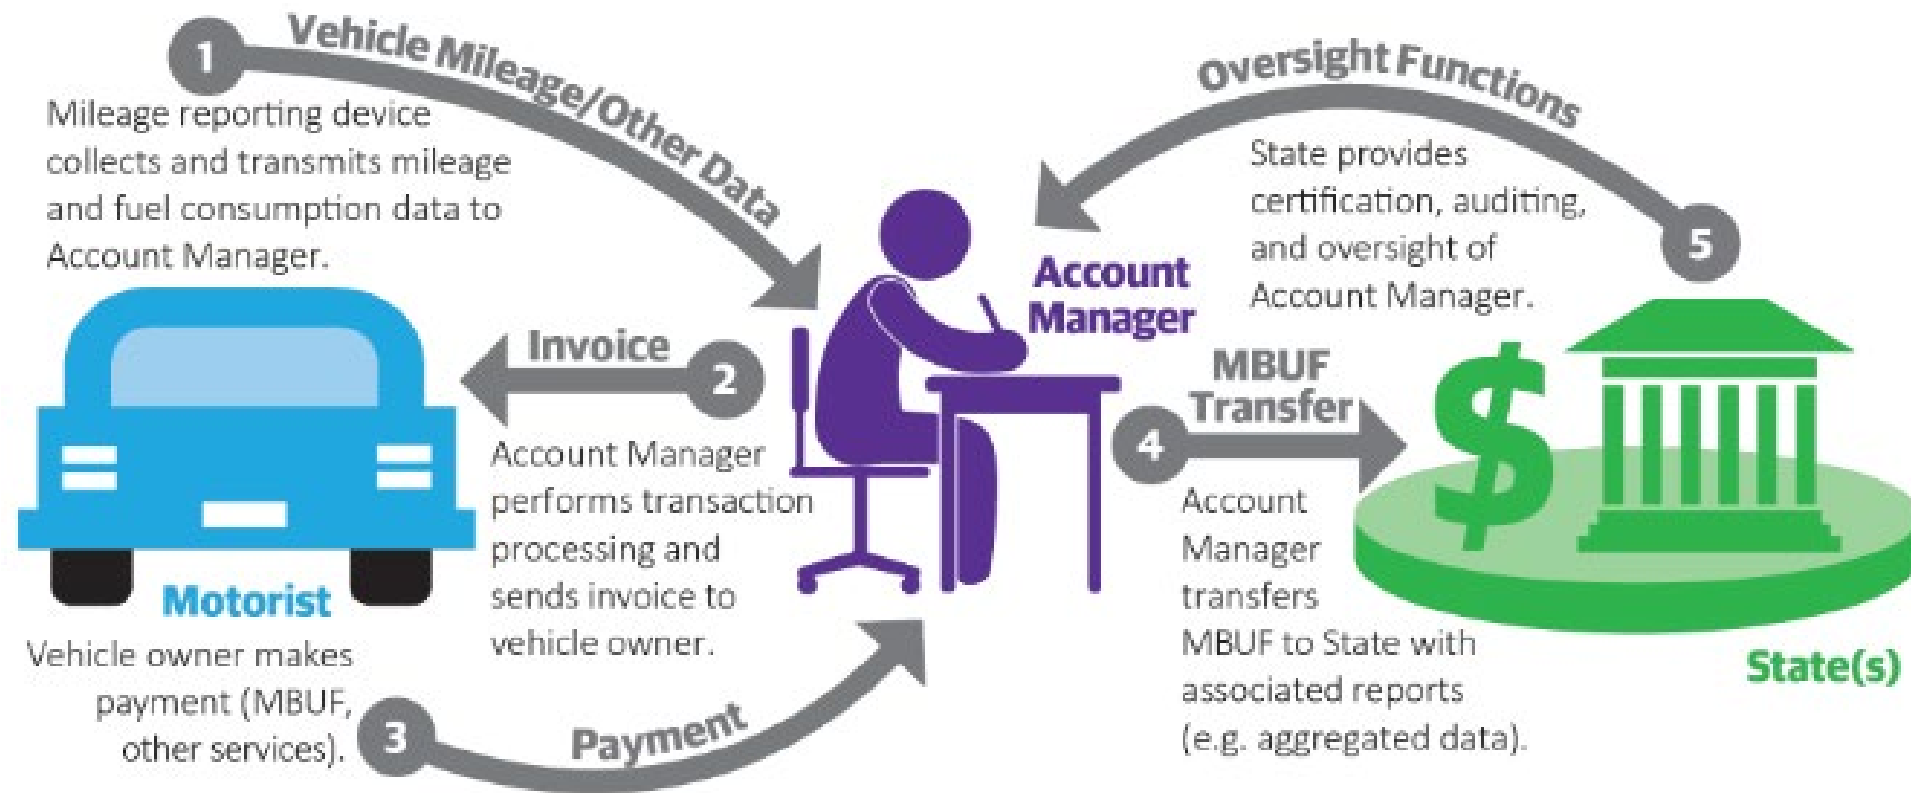 1
Vehicle Mileage/Other Data
Mileage reporting device
collects and transmits mileage
and fuel consumption data to
Account Manager.
Invoice
2
Account Manager
performs transaction
processing and
sends invoice to
vehicle owner.
Motorist
Vehicle owner makes
payment (MBUF,
other services).
3
Payment
Account
Manager
MBUF
Transfer
4
Account
Manager
transfers
MBUF to State with
associated reports
(e.g. aggregated data).
Oversight Functions
5
State provides
certification, auditing,
and oversight of
Account Manager.
$
State(s)